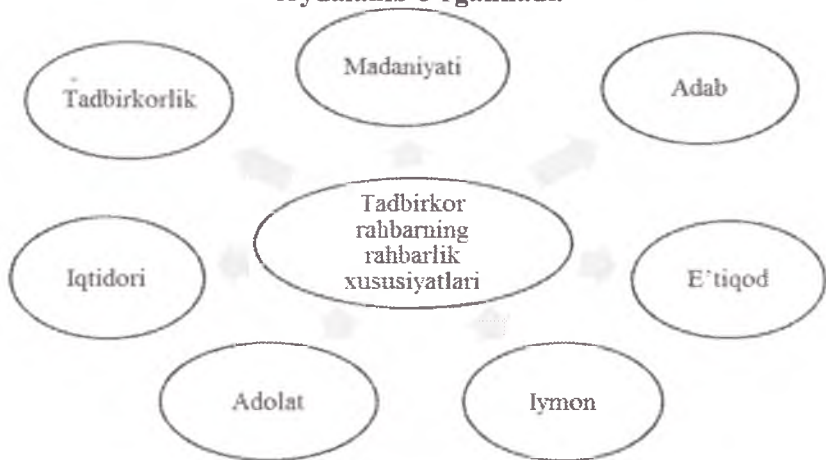 Madaniyati
Tadbirkorlik
Adab
Tadbirkor
rahbarning
rahbarlik
xususiyatlari
Iqtidori
E`tiqod
Adolat
Iymon